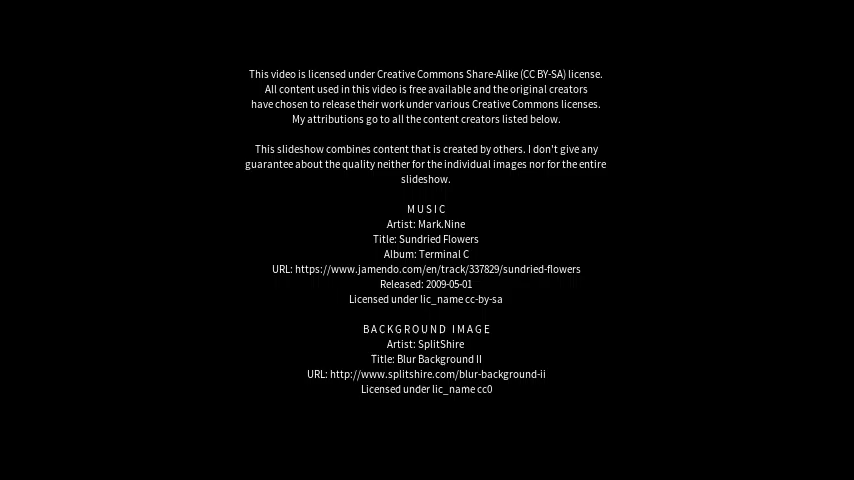 This video is licensed under Creative Commons Share-Alike (CC BY-SA) license.
All content used in this video is free available and the original creators
have chosen to release their work under various Creative Commons licenses.
My attributions go to all the content creators listed below.
This slideshow combines content that is created by others. I don't give any
guarantee about the quality neither for the individual images nor for the entire
slideshow.
MUSIC
Artist: Mark.Nine
Title: Sundried Flowers
Album: Terminal C
URL: https://www.jamendo.com/en/track/337829/sundried-flowers
Released: 2009-05-01
Licensed under lic_name cc-by-sa
BACKGROUND IMAGE
Artist: SplitShire
Title: Blur Background II
URL: http://www.splitshire.com/blur-background-ii
Licensed under lic_name cc0